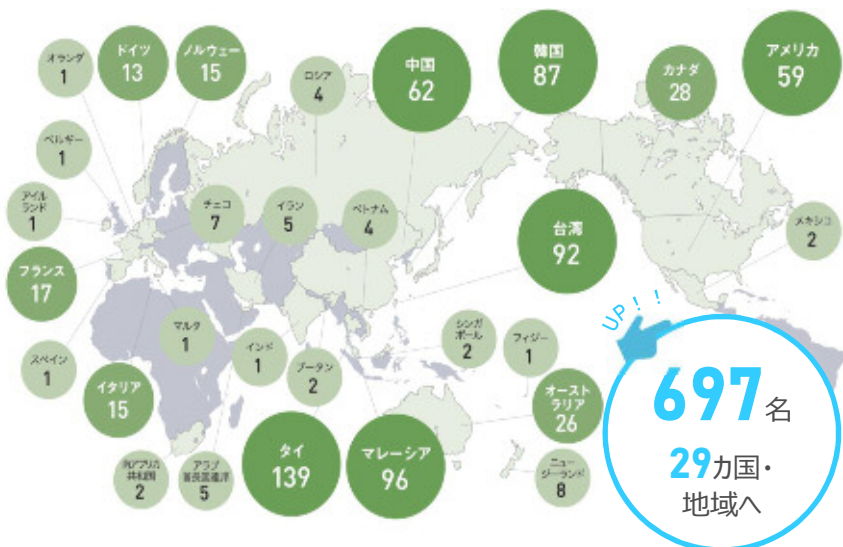 オランダ
1
ドイツ
13
ノルウェー
15
ロシア
4
中国
62
韓国
87
カナダ
28
アメリカ
59
ベルギー
1
アイル
ランド
1
チェコ
7
イラン
5
ベトナム
4
台湾
92
メキシコ
2
フランス
17
スペイン
1
マルタ
1
インド
1
ブータン
2
シンガ
ポール
2
フィジー
1
イタリア
15
オースト
ラリア
26
南アフリカ
共和国
2
アラブ
首長国連邦
5
タイ
139
マレーシア
96
ニュー
ジーランド
8
UP!!
697名
29カ国・
地域へ